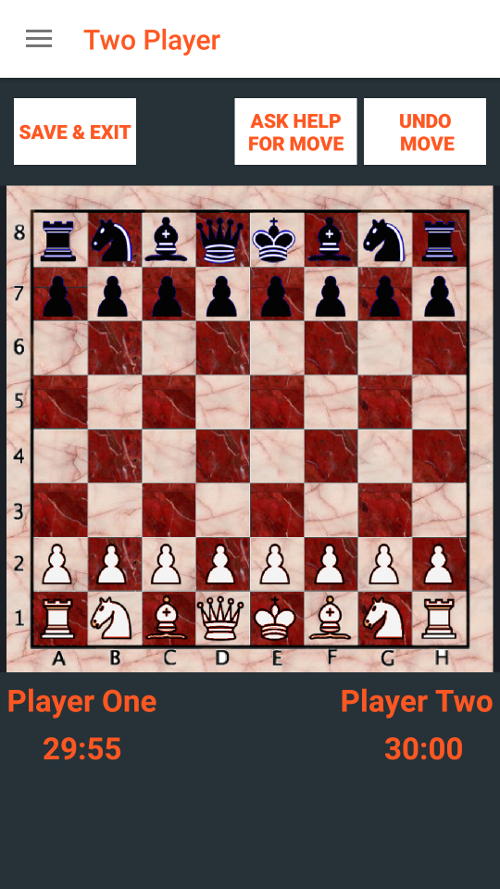 Two Player
SAVE & EXIT
ASK HELP
FOR MOVE
UNDO
MOVE
8
7
6
5
4
3
2
1
A B C D E F G H
Player One
Player Two
29:55
30:00